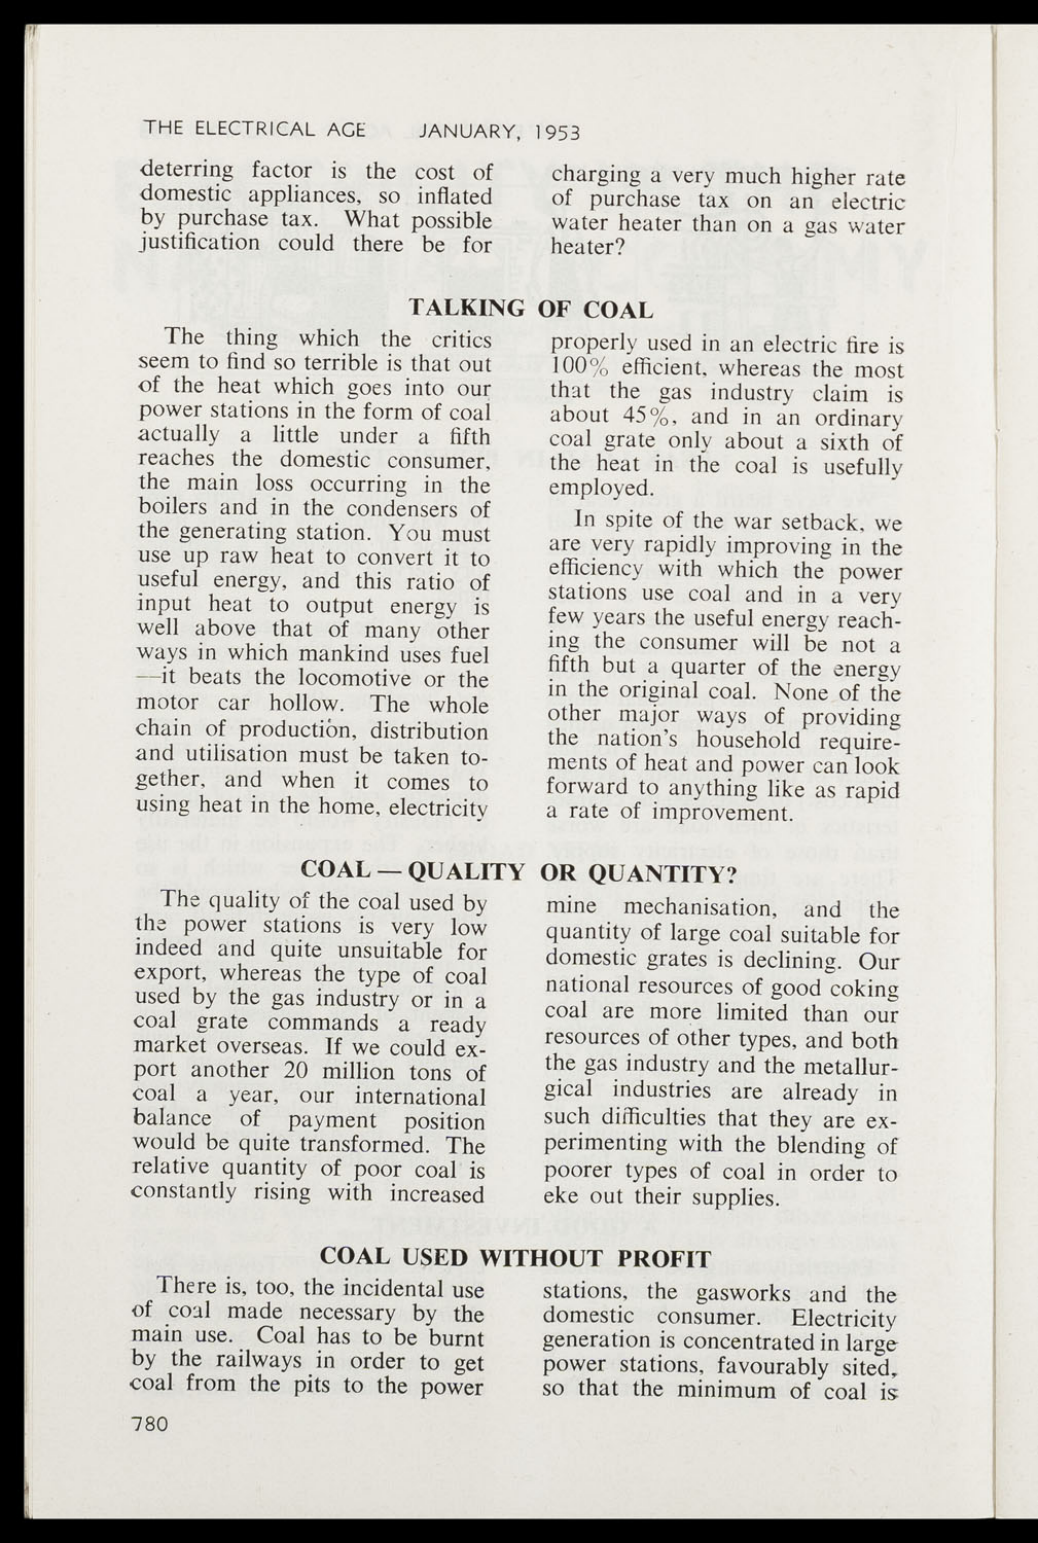 THE ELECTRICAL AGE JANUARY, 1953
deterring factor is the cost of
domestic appliances, so inflated
by purchase tax. What possible
justification could there be for
charging a very much higher rate
of purchase tax on an electric
water heater than on a gas water
heater?
TALKING OF COAL
The thing which the critics
seem to find so terrible is that out
of the heat which goes into our
power stations in the form of coal
actually a little under a fifth
reaches the domestic consumer,
the main loss occurring in the
boilers and in the condensers of
the generating station. You must
use up raw heat to convert it to
useful energy, and this ratio of
input heat to output energy is
well above that of many other
ways in which mankind uses fuel
—it beats the locomotive or the
motor car hollow. The whole
chain of production, distribution
and utilisation must be taken to-
gether, and when it comes to
using heat in the home, electricity
properly used in an electric fire is
100% efficient, whereas the most
that the gas industry claim is
about 45%, and in an ordinary
coal grate only about a sixth of
the heat in the coal is usefully
employed.
In spite of the war setback, we
are very rapidly improving in the
efficiency with which the power
stations use coal and in a very
few years the useful energy reach-
ing the consumer will be not a
fifth but a quarter of the energy
in the original coal. None of the
other major ways of providing
the nation's household require-
ments of heat and power can look
forward to anything like as rapid
a rate of improvement.
COAL — QUALITY OR QUANTITY?
The quality of the coal used by
the power stations is very low
indeed and quite unsuitable for
export, whereas the type of coal
used by the gas industry or in a
coal grate commands a ready
market overseas. If we could ex-
port another 20 million tons of
coal a year, our international
balance of payment position
would be quite transformed. The
relative quantity of poor coal is
constantly rising with increased
mine mechanisation, and the
quantity of large coal suitable for
domestic grates is declining. Our
national resources of good coking
coal are more limited than our
resources of other types, and both
the gas industry and the metallur-
gical industries are already in
such difficulties that they are ex-
perimenting with the blending of
poorer types of coal in order to
eke out their supplies.
COAL USED WITHOUT PROFIT
There is, too, the incidental use
of coal made necessary by the
main use. Coal has to be burnt
by the railways in order to get
coal from the pits to the power
stations, the gasworks and the
domestic consumer. Electricity
generation is concentrated in large
power stations, favourably sited,
so that the minimum of coal is
780